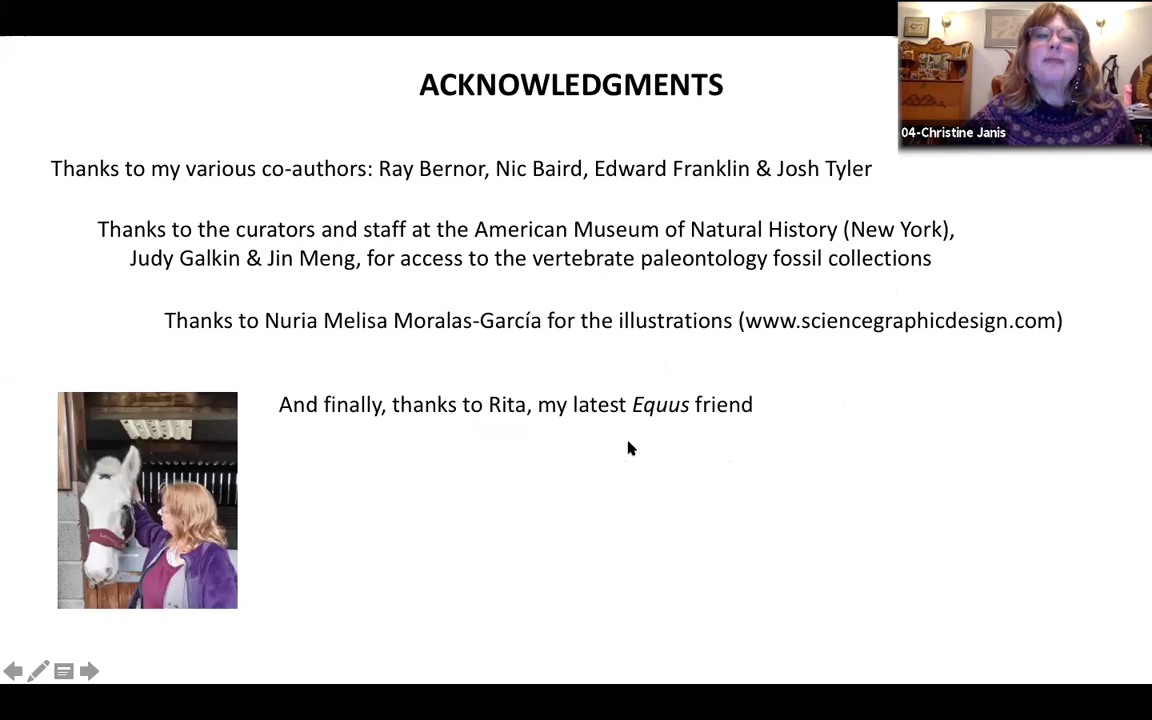 ACKNOWLEDGMENTS
04-Christine Janis
Thanks to my various co-authors: Ray Bernor, Nic Baird, Edward Franklin & Josh Tyler
Thanks to the curators and staff at the American Museum of Natural History (New York),
Judy Galkin & Jin Meng, for access to the vertebrate paleontology fossil collections
Thanks to Nuria Melisa Moralas-García for the illustrations (www.sciencegraphicdesign.com)
And finally, thanks to Rita, my latest Equus friend